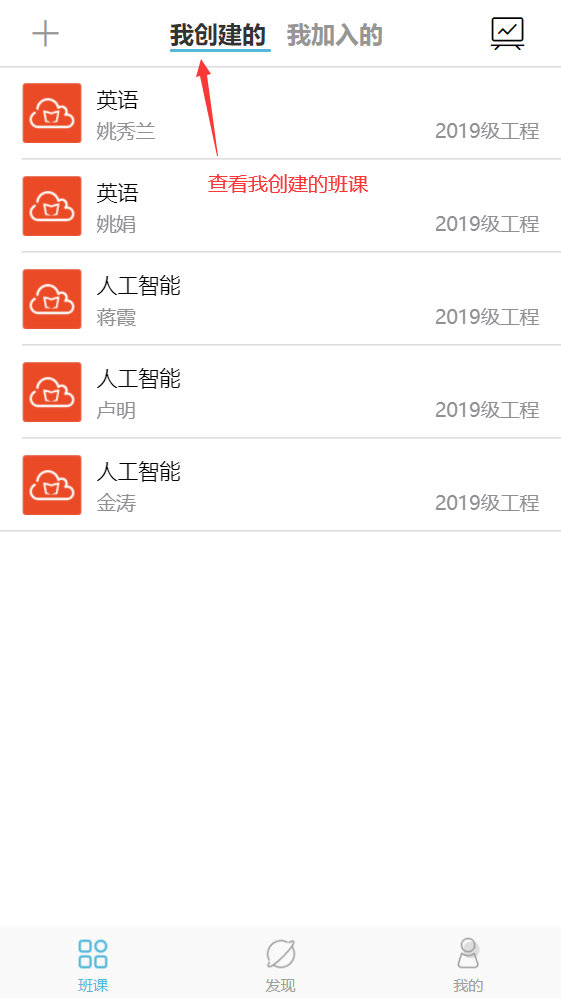 我创建的 我加入的
英语
姚秀兰 2019级工程
查看我创建的班课
英语
姚娟 2019级工程
人工智能
蒋霞 2019级工程
人工智能
卢明 2019级工程
人工智能
金涛 2019级工程
班课 发现 我的